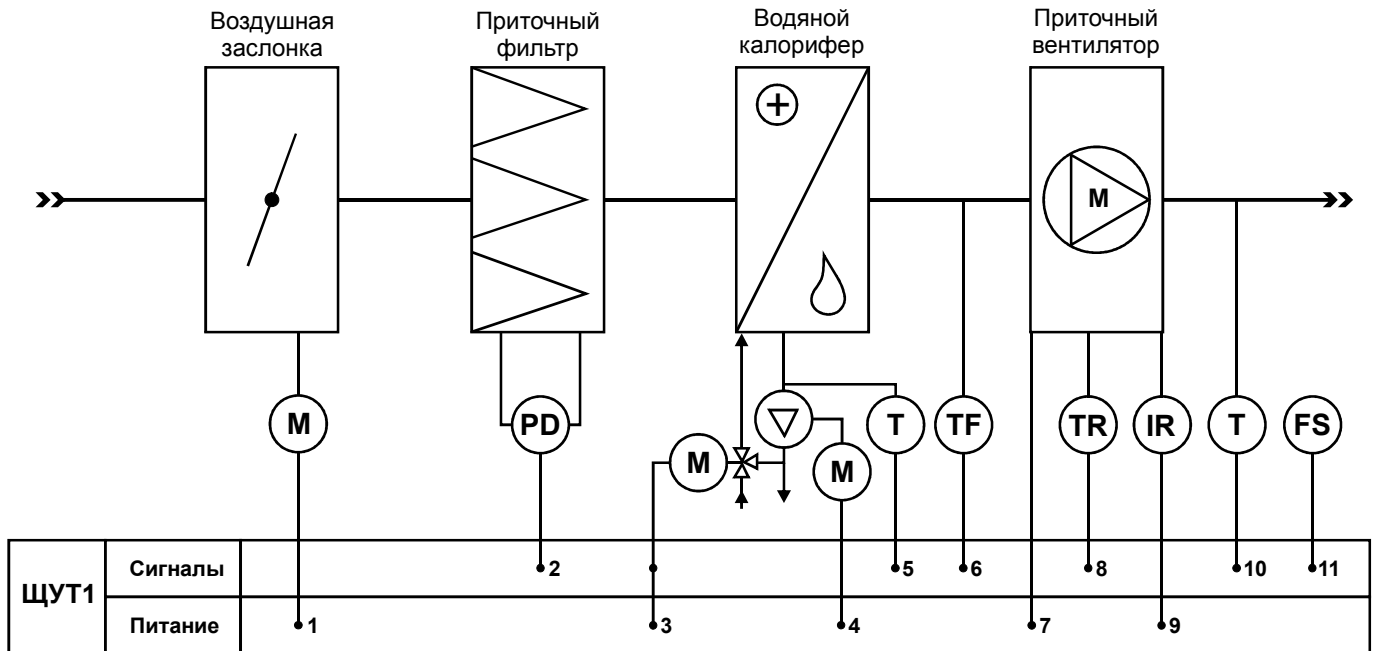 Воздушная
заслонка
Приточный
фильтр
Водяной
калорифер
Приточный
вентилятор
M
M
PD
M
M
T
TF
TR
IR
T
FS
ЩУТ1
Сигналы
2
5
6
8
10
11
Питание
1
3
4
7
9